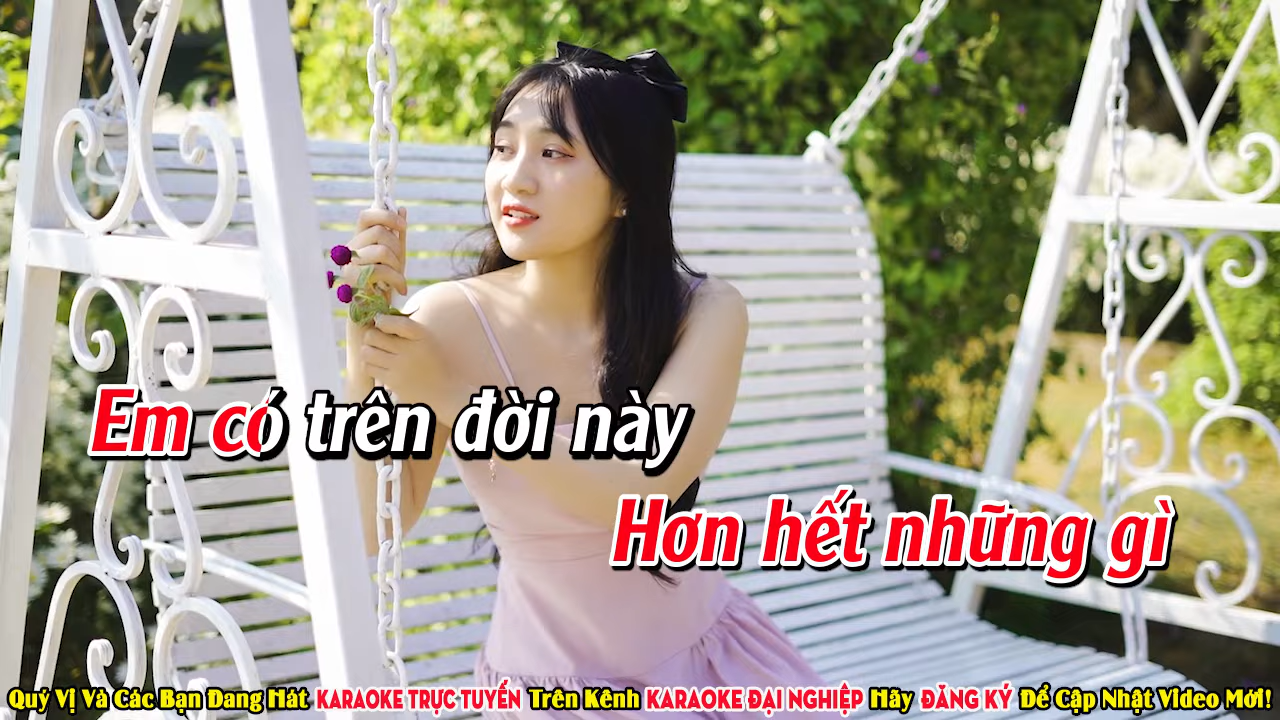 Em có trên đời này
Hơn hết những gì
Quý Vị Và Các Bạn Đang Hát KARAOKE TRỰC TUYẾN Trên Kênh KARAOKE ĐẠI NGHIỆP Hãy ĐĂNG KÝ Để Cập Nhật Video Mới!